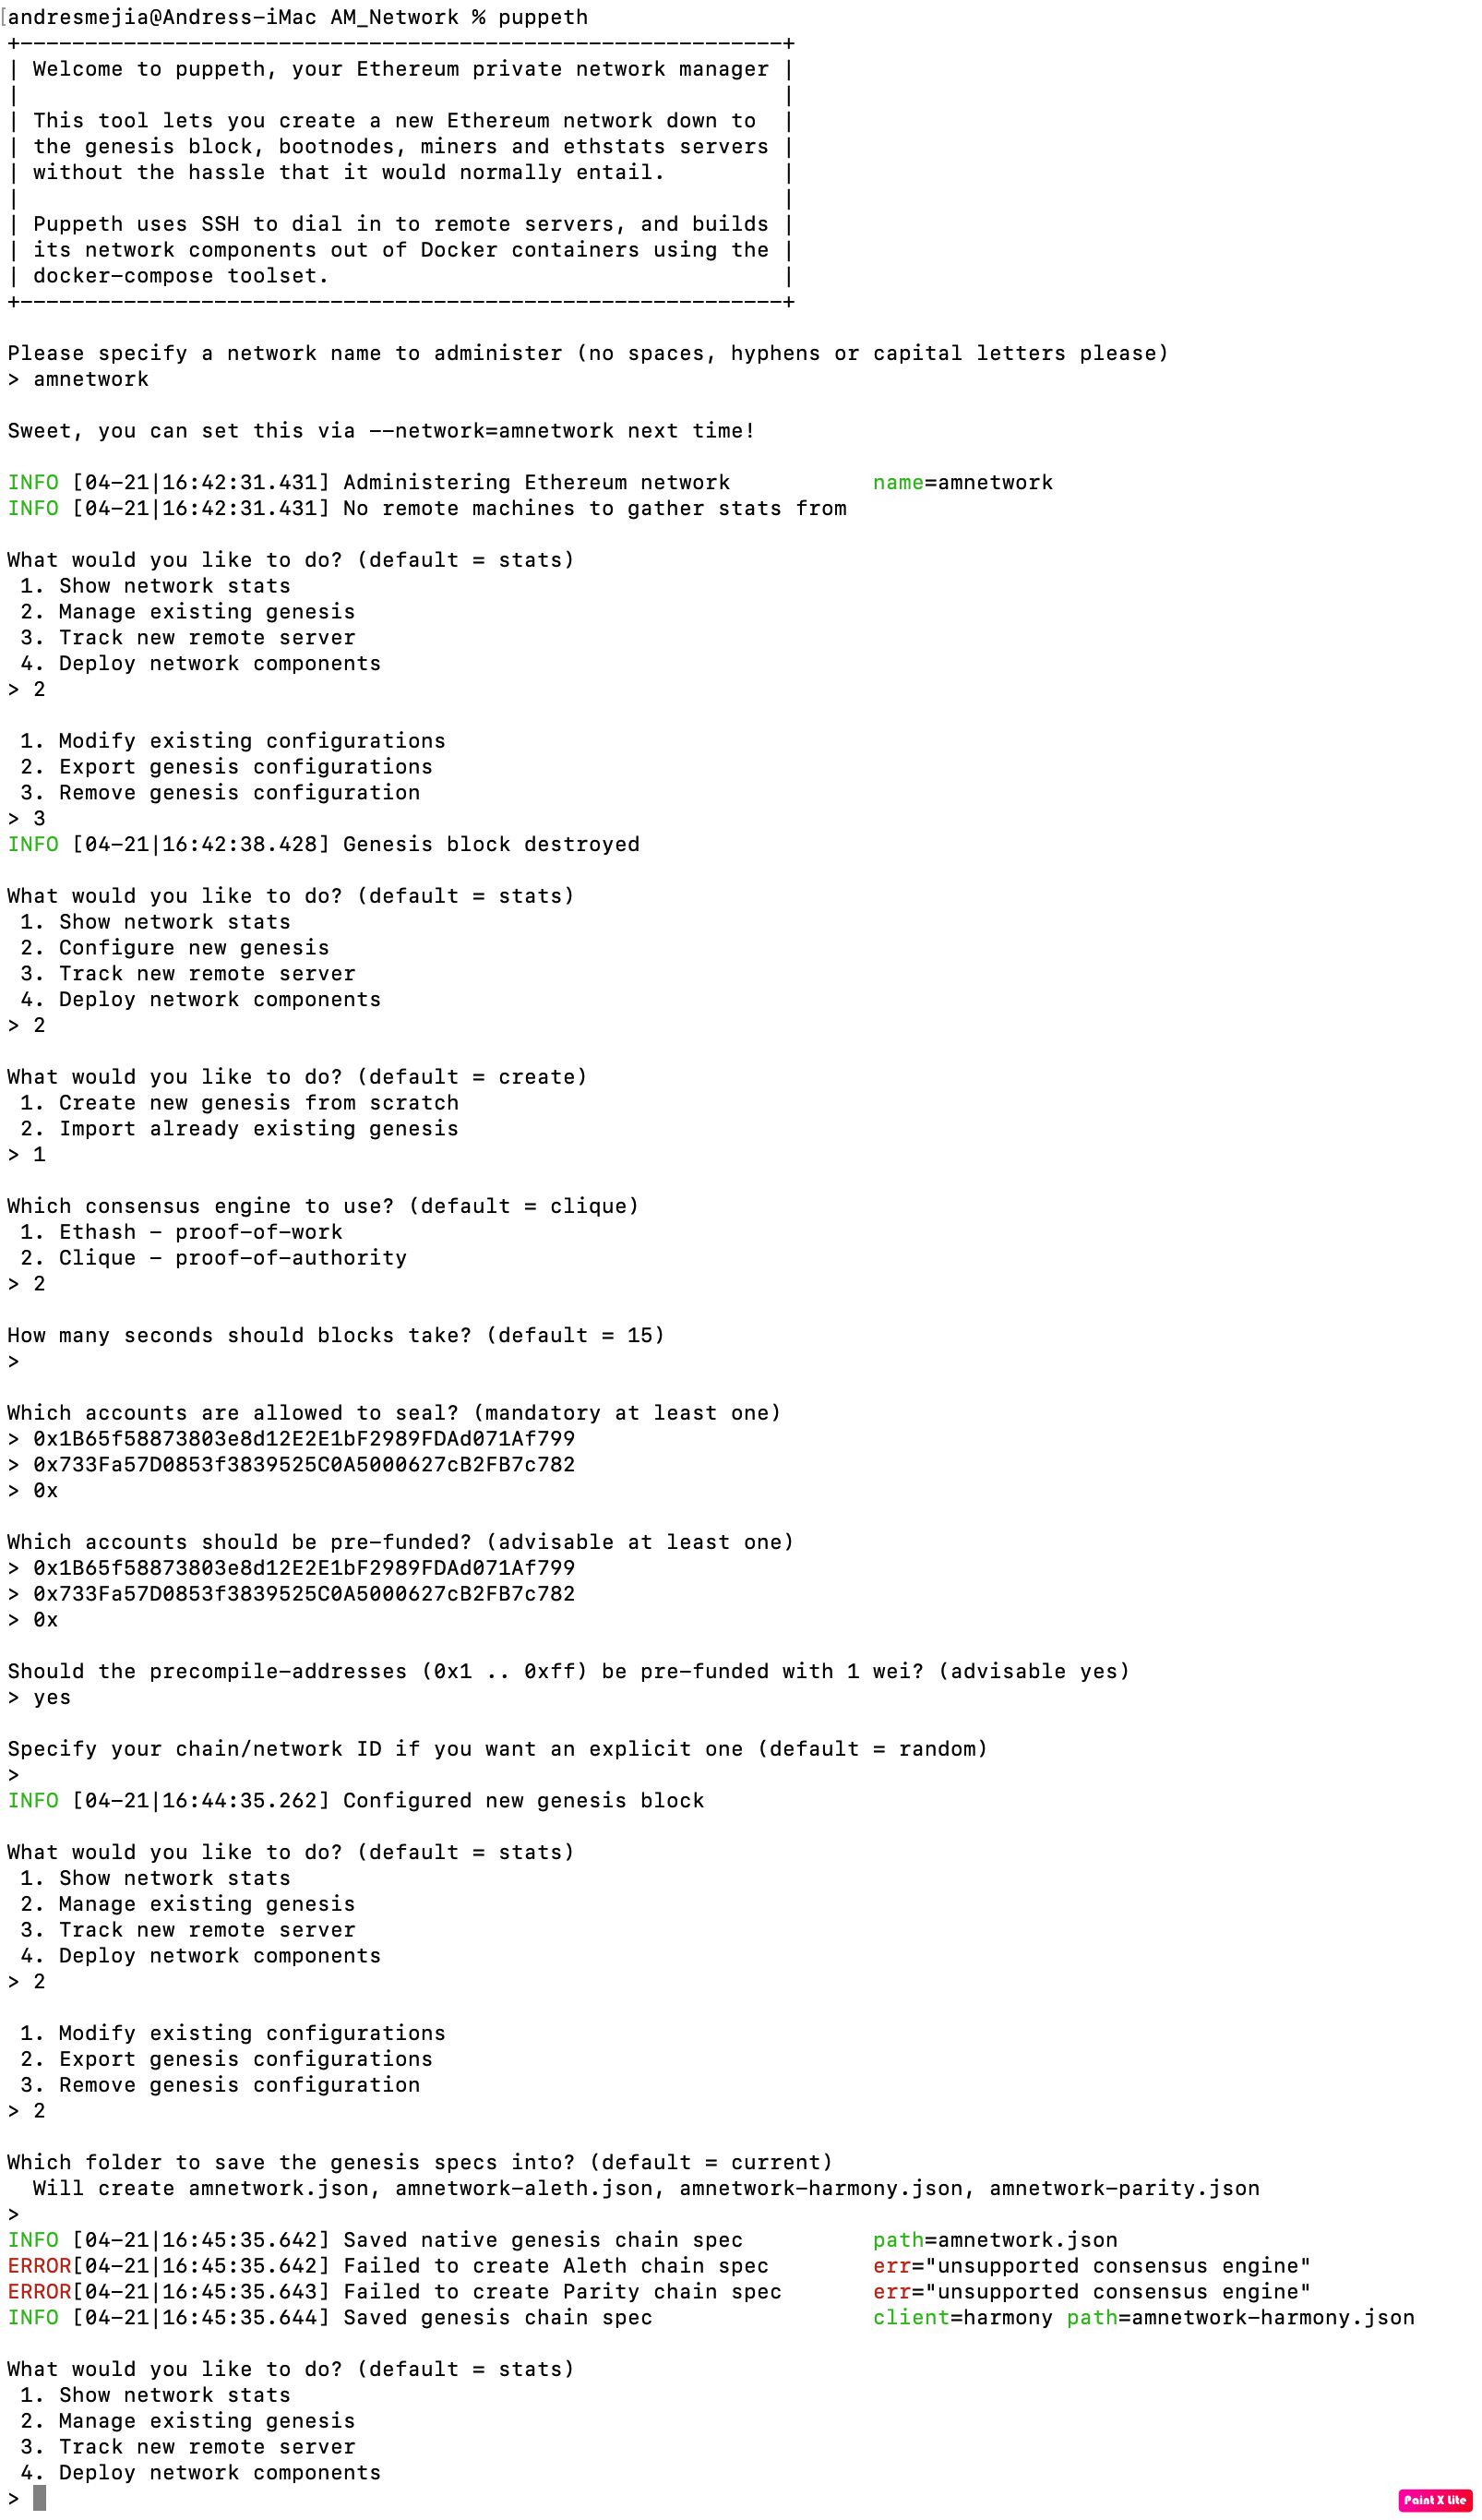 [andresmejia@Andress-iMac AM_Network % puppeth
+-----------------------------------------------------------+
| Welcome to puppeth, your Ethereum private network manager |
|                                                           |
| This tool lets you create a new Ethereum network down to  |
| the genesis block, bootnodes, miners and ethstats servers |
| without the hassle that it would normally entail.         |
|                                                           |
| Puppeth uses SSH to dial in to remote servers, and builds |
| its network components out of Docker containers using the |
| docker-compose toolset.                                   |
+-----------------------------------------------------------+

Please specify a network name to administer (no spaces, hyphens or capital letters please)
> amnetwork

Sweet, you can set this via --network=amnetwork next time!

INFO [04-21|16:42:31.431] Administering Ethereum network           name=amnetwork
INFO [04-21|16:42:31.431] No remote machines to gather stats from

What would you like to do? (default = stats)
 1. Show network stats
 2. Manage existing genesis
 3. Track new remote server
 4. Deploy network components
> 2

 1. Modify existing configurations
 2. Export genesis configurations
 3. Remove genesis configuration
> 3
INFO [04-21|16:42:38.428] Genesis block destroyed

What would you like to do? (default = stats)
 1. Show network stats
 2. Configure new genesis
 3. Track new remote server
 4. Deploy network components
> 2

What would you like to do? (default = create)
 1. Create new genesis from scratch
 2. Import already existing genesis
> 1

Which consensus engine to use? (default = clique)
 1. Ethash - proof-of-work
 2. Clique - proof-of-authority
> 2

How many seconds should blocks take? (default = 15)
>

Which accounts are allowed to seal? (mandatory at least one)
> 0x1B65f58873803e8d12E2E1bF2989FDAd071Af799
> 0x733Fa57D0853f3839525C0A5000627cB2FB7c782
> 0x

Which accounts should be pre-funded? (advisable at least one)
> 0x1B65f58873803e8d12E2E1bF2989FDAd071Af799
> 0x733Fa57D0853f3839525C0A5000627cB2FB7c782
> 0x

Should the precompile-addresses (0x1 .. 0xff) be pre-funded with 1 wei? (advisable yes)
> yes

Specify your chain/network ID if you want an explicit one (default = random)
>
INFO [04-21|16:44:35.262] Configured new genesis block

What would you like to do? (default = stats)
 1. Show network stats
 2. Manage existing genesis
 3. Track new remote server
 4. Deploy network components
> 2

 1. Modify existing configurations
 2. Export genesis configurations
 3. Remove genesis configuration
> 2

Which folder to save the genesis specs into? (default = current)
  Will create amnetwork.json, amnetwork-aleth.json, amnetwork-harmony.json, amnetwork-parity.json
>
INFO [04-21|16:45:35.642] Saved native genesis chain spec          path=amnetwork.json
ERROR[04-21|16:45:35.642] Failed to create Aleth chain spec        err="unsupported consensus engine"
ERROR[04-21|16:45:35.643] Failed to create Parity chain spec       err="unsupported consensus engine"
INFO [04-21|16:45:35.644] Saved genesis chain spec                 client=harmony path=amnetwork-harmony.json

What would you like to do? (default = stats)
 1. Show network stats
 2. Manage existing genesis
 3. Track new remote server
 4. Deploy network components
>
Paint X Lite